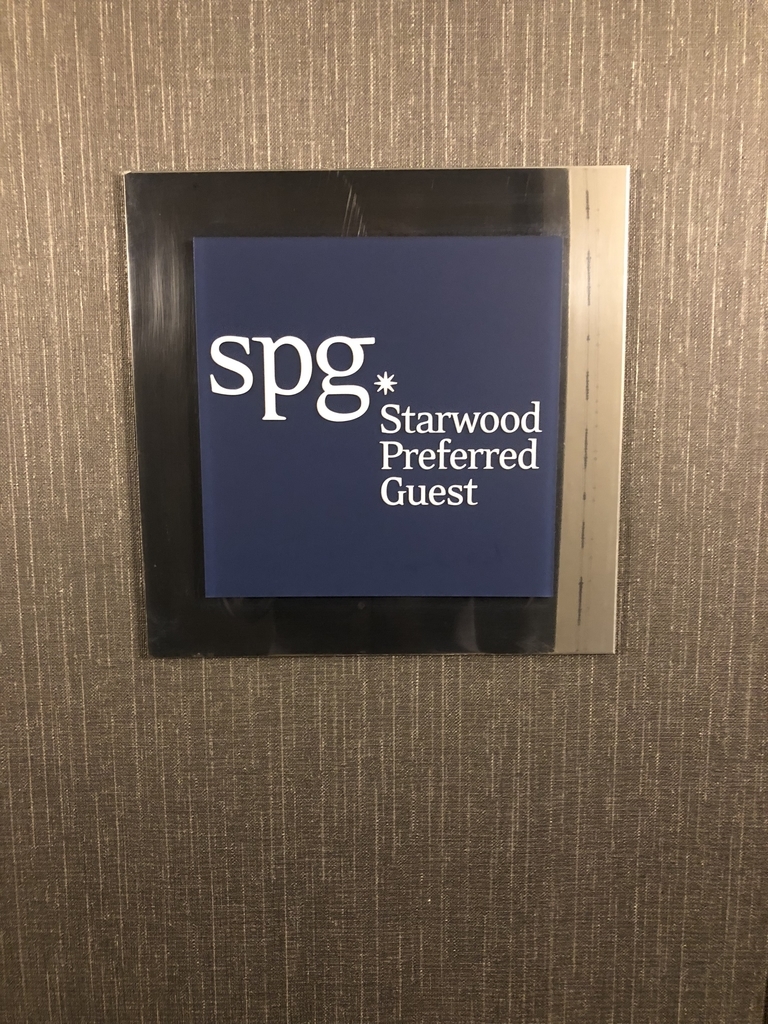 spg*
Starwood
Preferred
Guest